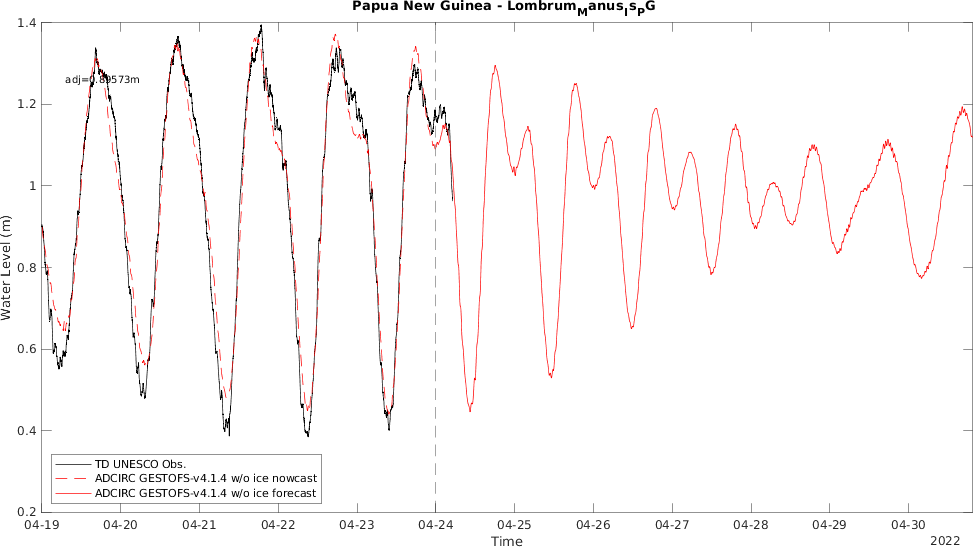 Papua New Guinea - LombrumManusIsPG
1.4
adj=0.89573m
1.2
1
0.8
0.6
0.4
0.2
Water Level (m)
TD UNESCO Obs.
ADCIRC GESTOFS-v4.1.4 w/o ice nowcast
ADCIRC GESTOFS-v4.1.4 w/o ice forecast
04-19 04-20 04-21 04-22 04-23 04-24 04-25 04-26 04-27 04-28 04-29 04-30
Time
2022